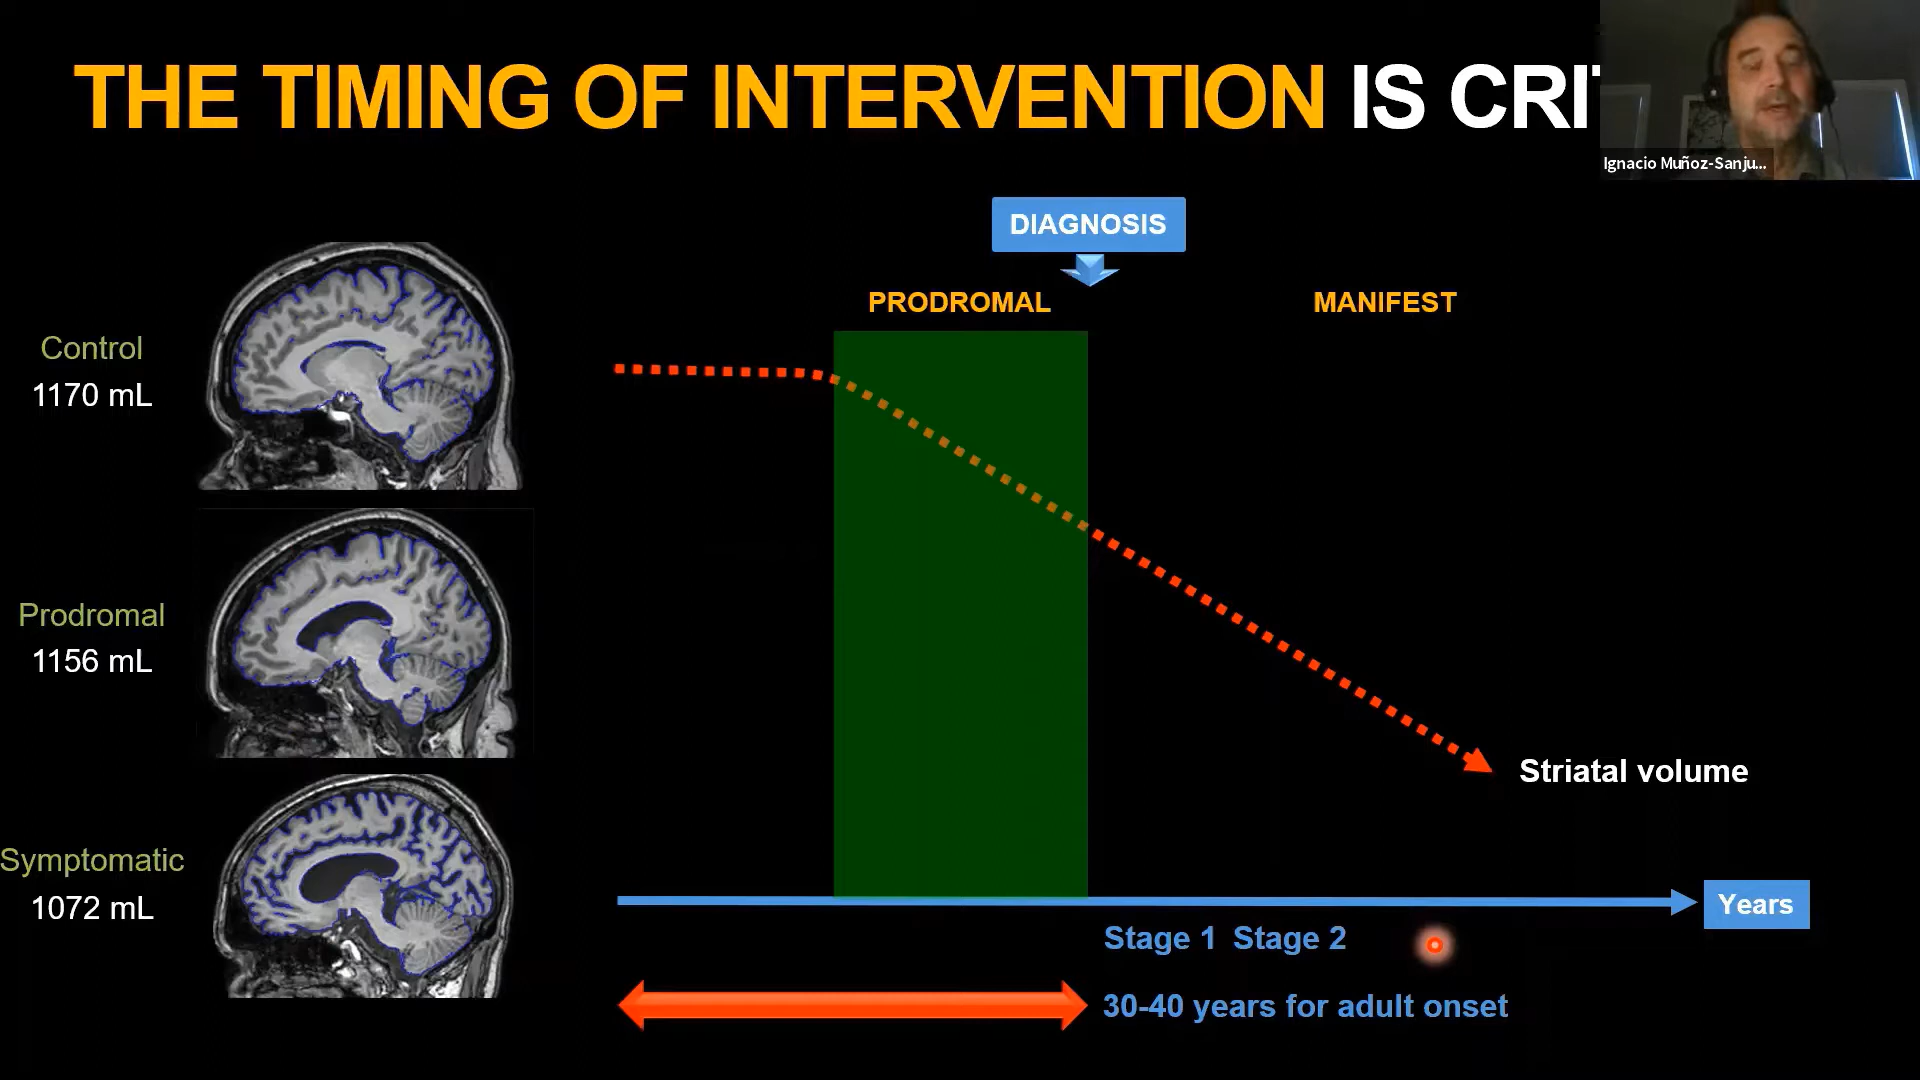 THE TIMING OF INTERVENTION IS CRIT
Ignacio Muñoz-Sanju...
DIAGNOSIS
PRODROMAL
MANIFEST
Control
1170 mL
Prodromal
1156 mL
Striatal volume
Symptomatic
1072 mL
Years
Stage 1 Stage 2
30-40 years for adult onset